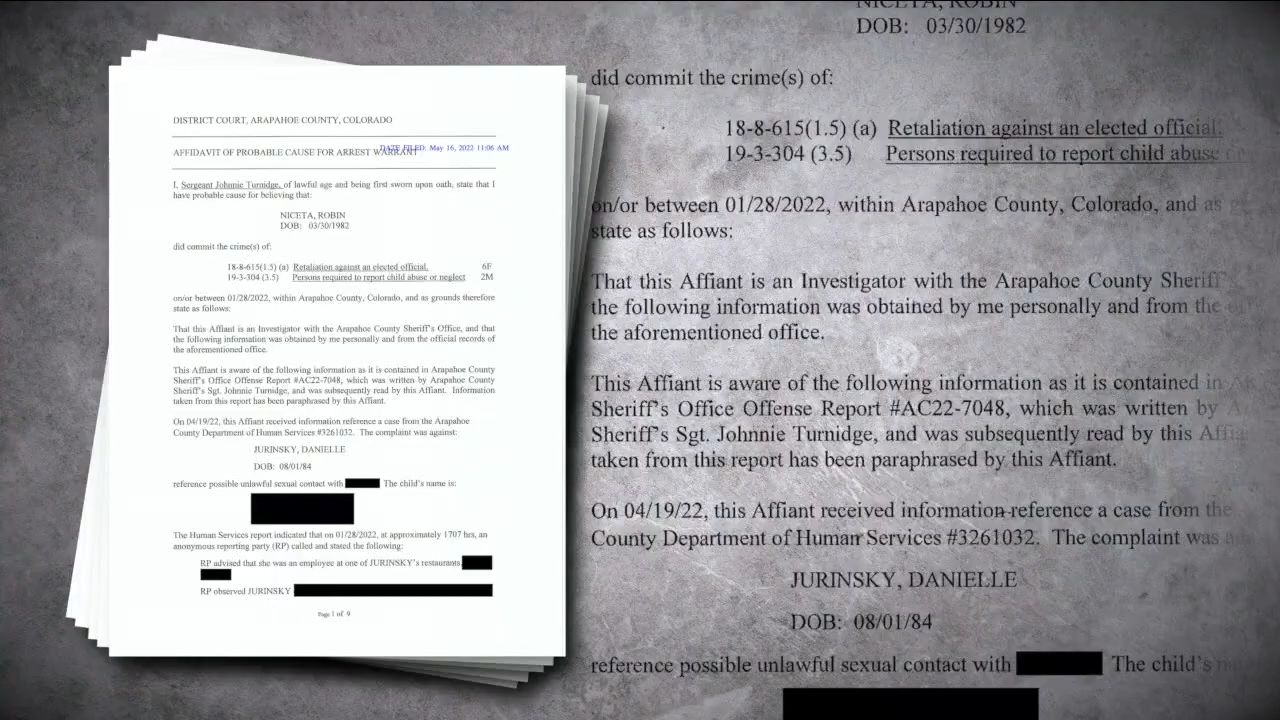 DISTRICT COURT, ARAPAHOE COUNTY, COLORADO
DATE FILED: May 16, 2022 11:06 AM
AFFIDAVIT OF PROBABLE CAUSE FOR ARREST WARRANT
I, Sergeant Johnnie Turnidge, of lawful age and being first sworn upon oath, state that I
have probable cause for believing that:
NICETA, ROBIN
DOB: 03/30/1982
did commit the crime(s) of:
18-8-615(1.5) (a) Retaliation against an elected official. 6F
19-3-304 (3.5) Persons required to report child abuse or neglect 2M
on/or between 01/28/2022, within Arapahoe County, Colorado, and as grounds therefore
state as follows:
That this Affiant is an Investigator with the Arapahoe County Sheriff's Office, and that
the following information was obtained by me personally and from the official records of
the aforementioned office.
This Affiant is aware of the following information as it is contained in Arapahoe County
Sheriff's Office Offense Report #AC22-7048, which was written by Arapahoe County
Sheriff's Sgt. Johnnie Turnidge, and was subsequently read by this Affiant. Information
taken from this report has been paraphrased by this Affiant.
On 04/19/22, this Affiant received information reference a case from the Arapahoe
County Department of Human Services #3261032. The complaint was against:
JURINSKY, DANIELLE
DOB: 08/01/84
reference possible unlawful sexual contact with The child's name is:
The Human Services report indicated that on 01/28/2022, at approximately 1707 hrs, an
anonymous reporting party (RP) called and stated the following:
RP advised that she was an employee at one of JURINSKY's restaurants.
RP observed JURINSKY
Page 1 of 9
NICETA, ROBIN
DOB: 03/30/1982
did commit the crime(s) of:
18-8-615(1.5) (a) Retaliation against an elected official.
19-3-304 (3.5) Persons required to report child abuse
on/or between 01/28/2022, within Arapahoe County, Colorado, and as
state as follows:
That this Affiant is an Investigator with the Arapahoe County Sheriff'
the following information was obtained by me personally and from the
the aforementioned office.
This Affiant is aware of the following information as it is contained in
Sheriff's Office Offense Report #AC22-7048, which was written by
Sheriff's Sgt. Johnnie Turnidge, and was subsequently read by this
taken from this report has been paraphrased by this Affiant.
On 04/19/22, this Affiant received information reference a case from the
County Department of Human Services #3261032. The complaint was
JURINSKY, DANIELLE
DOB: 08/01/84
reference possible unlawful sexual contact with The child's